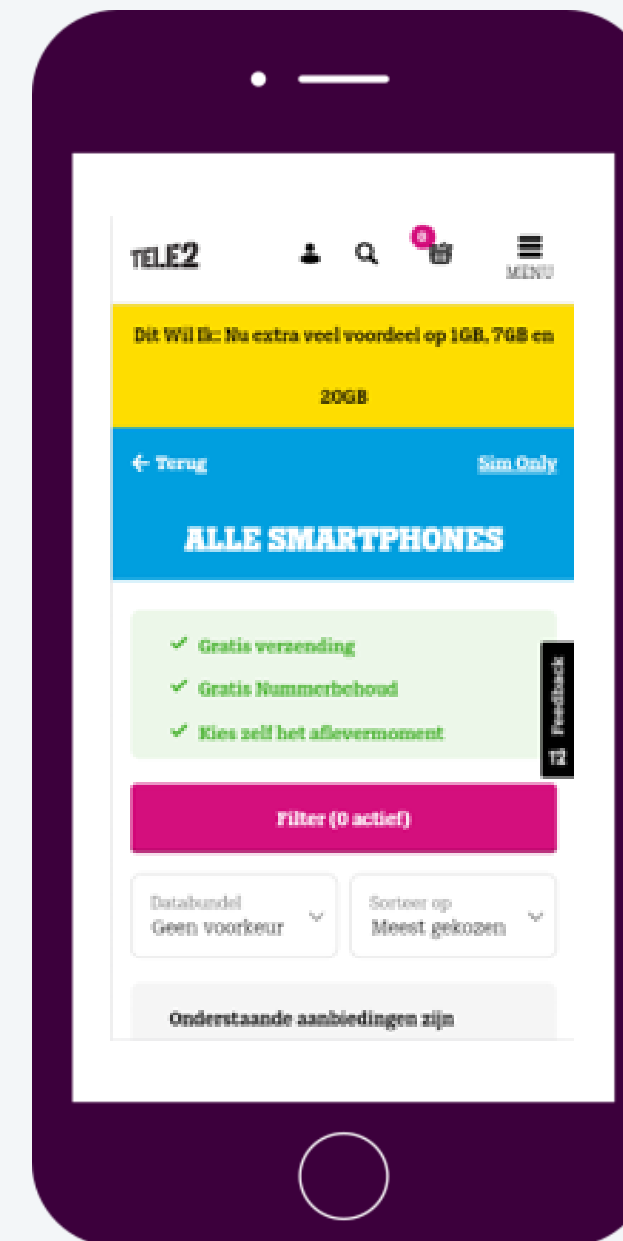 TELE2
0
MENU
Dit Wil Ik: Nu extra veel voordeel op 1GB, 7GB en
20GB
← Terug
Sim Only
ALLE SMARTPHONES
✓ Gratis verzending
✓ Gratis Nummerbehoud
✓ Kies zelf het aflevermoment
Feedback
Filter (0 actief)
Databundel
Geen voorkeur
Sorteer op
Meest gekozen
Onderstaande aanbiedingen zijn